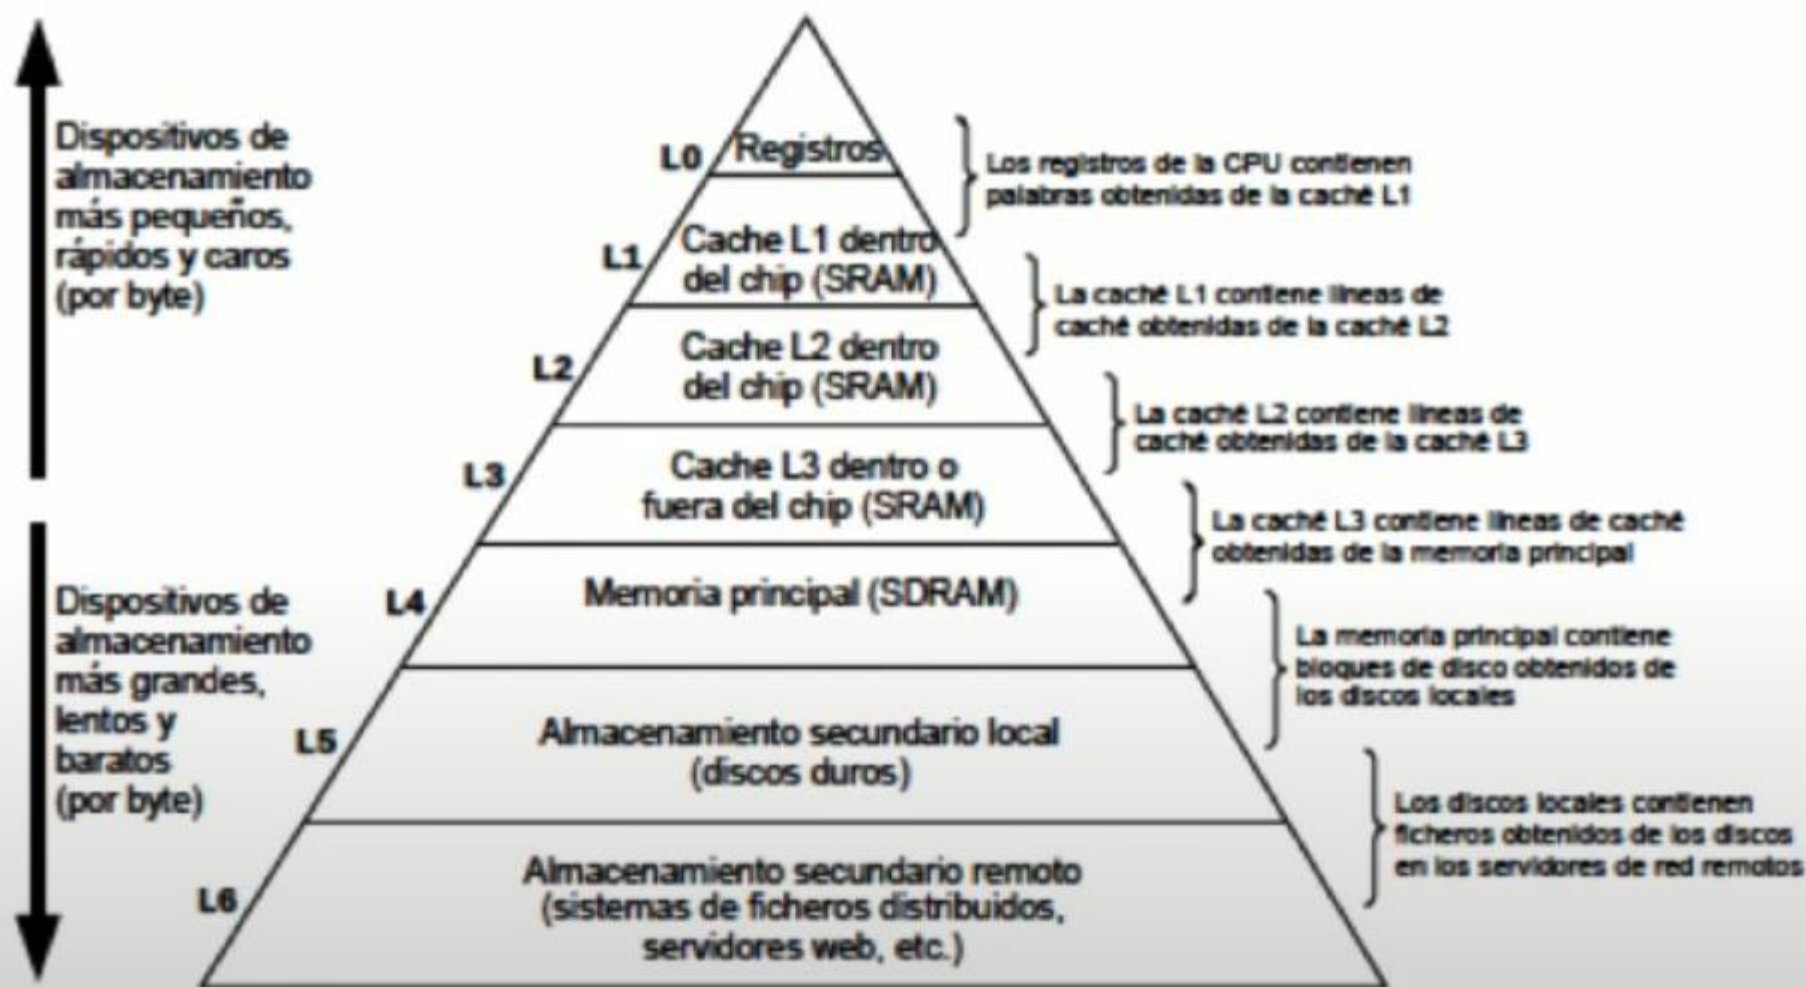 Dispositivos de
almacenamiento
más pequeños,
rápidos y caros
(por byte)
Dispositivos de
almacenamiento
más grandes,
lentos y
baratos
(por byte)
L0
Registros
L1
Cache L1 dentro
del chip (SRAM)
L2
Cache L2 dentro
del chip (SRAM)
L3
Cache L3 dentro o
fuera del chip (SRAM)
L4
Memoria principal (SDRAM)
L5
Almacenamiento secundario local
(discos duros)
L6
Almacenamiento secundario remoto
(sistemas de ficheros distribuidos,
servidores web, etc.)
Los registros de la CPU contienen
palabras obtenidas de la caché L1
La caché L1 contiene líneas de
caché obtenidas de la caché L2
La caché L2 contiene líneas de
caché obtenidas de la caché L3
La caché L3 contiene líneas de caché
obtenidas de la memoria principal
La memoria principal contiene
bloques de disco obtenidos de
los discos locales
Los discos locales contienen
ficheros obtenidos de los discos
en los servidores de red remotos